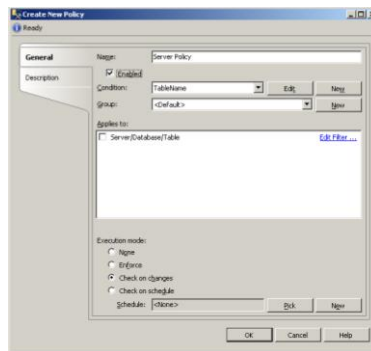 Create New Policy
Ready
General
Description
Name: Server Policy
Enabled
Condition: TableName Edit New
Group: <Default> New
Applies to:
Server/Database/Table Edit Filter ...
Execution mode:
None
Enforce
Check on changes
Check on schedule
Schedule: <None> Pick New
OK Cancel Help